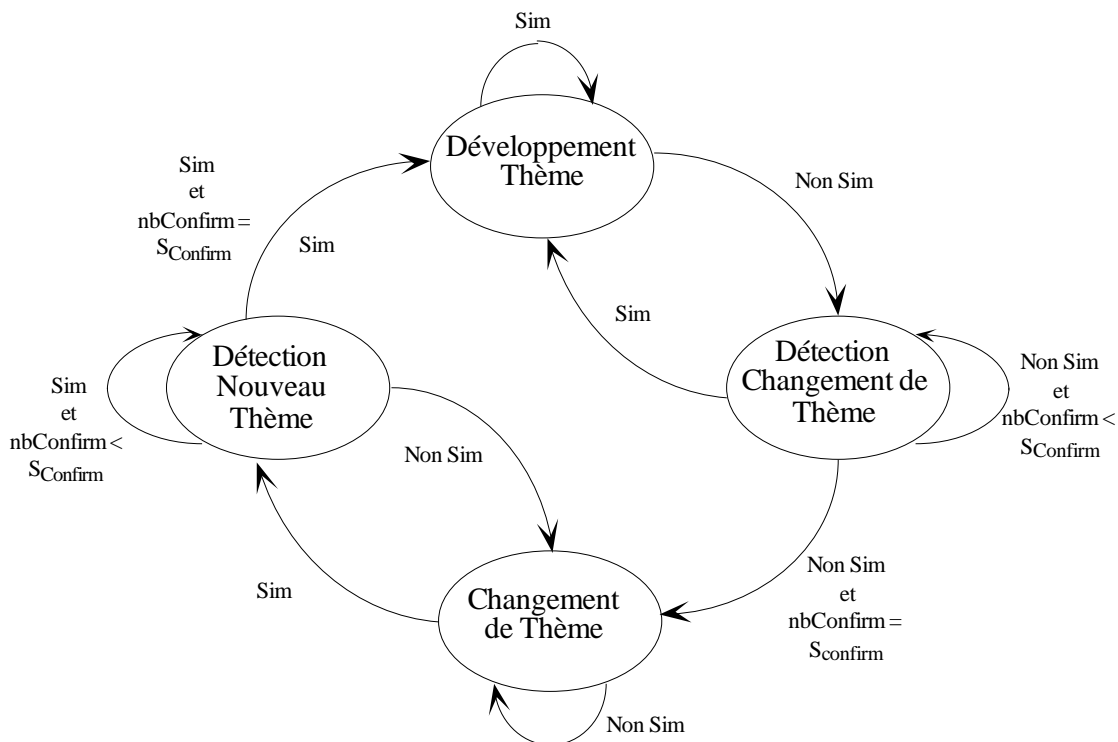 Sim
Développement
Thème
Sim
et
nbConfirm =
SConfirm
Sim
Non Sim
Sim
Détection
Nouveau
Thème
Détection
Changement de
Thème
Sim
et
nbConfirm <
SConfirm
Non Sim
et
nbConfirm <
SConfirm
Non Sim
Sim
Changement
de Thème
Non Sim
et
nbConfirm =
Sconfirm
Non Sim